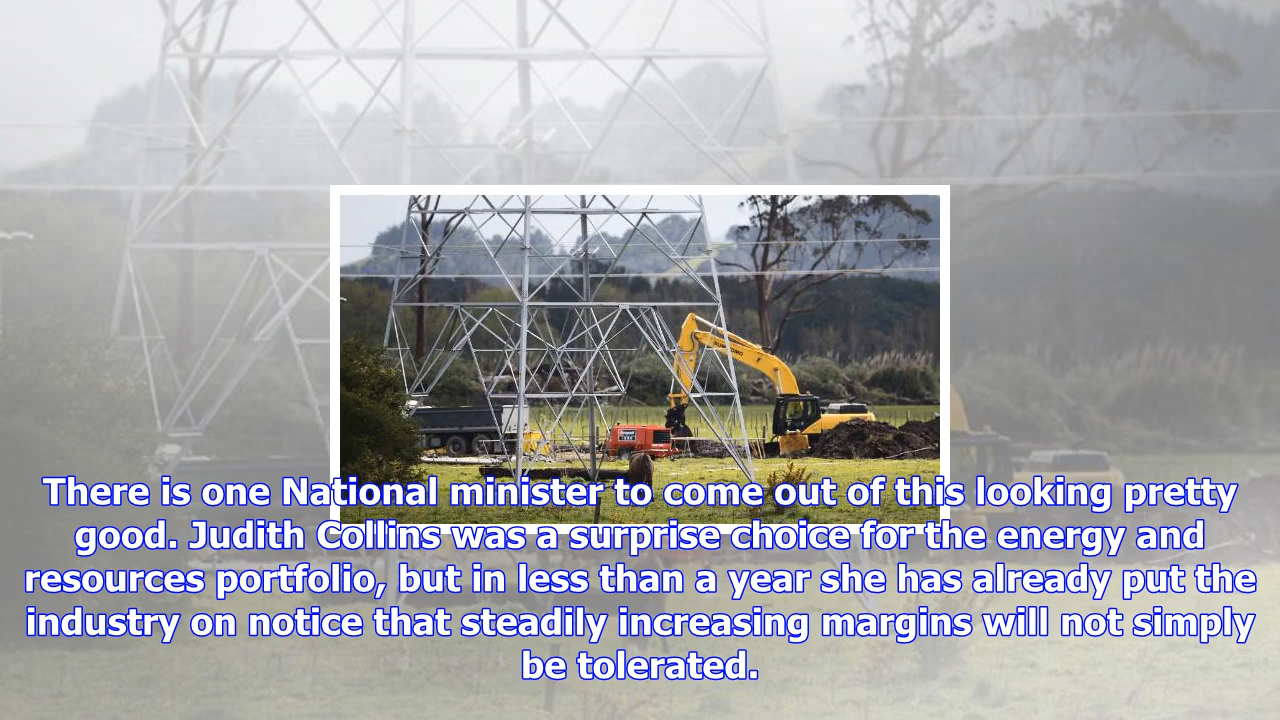 There is one National minister to come out of this looking pretty
good. Judith Collins was a surprise choice for the energy and
resources portfolio, but in less than a year she has already put the
industry on notice that steadily increasing margins will not simply
be tolerated.